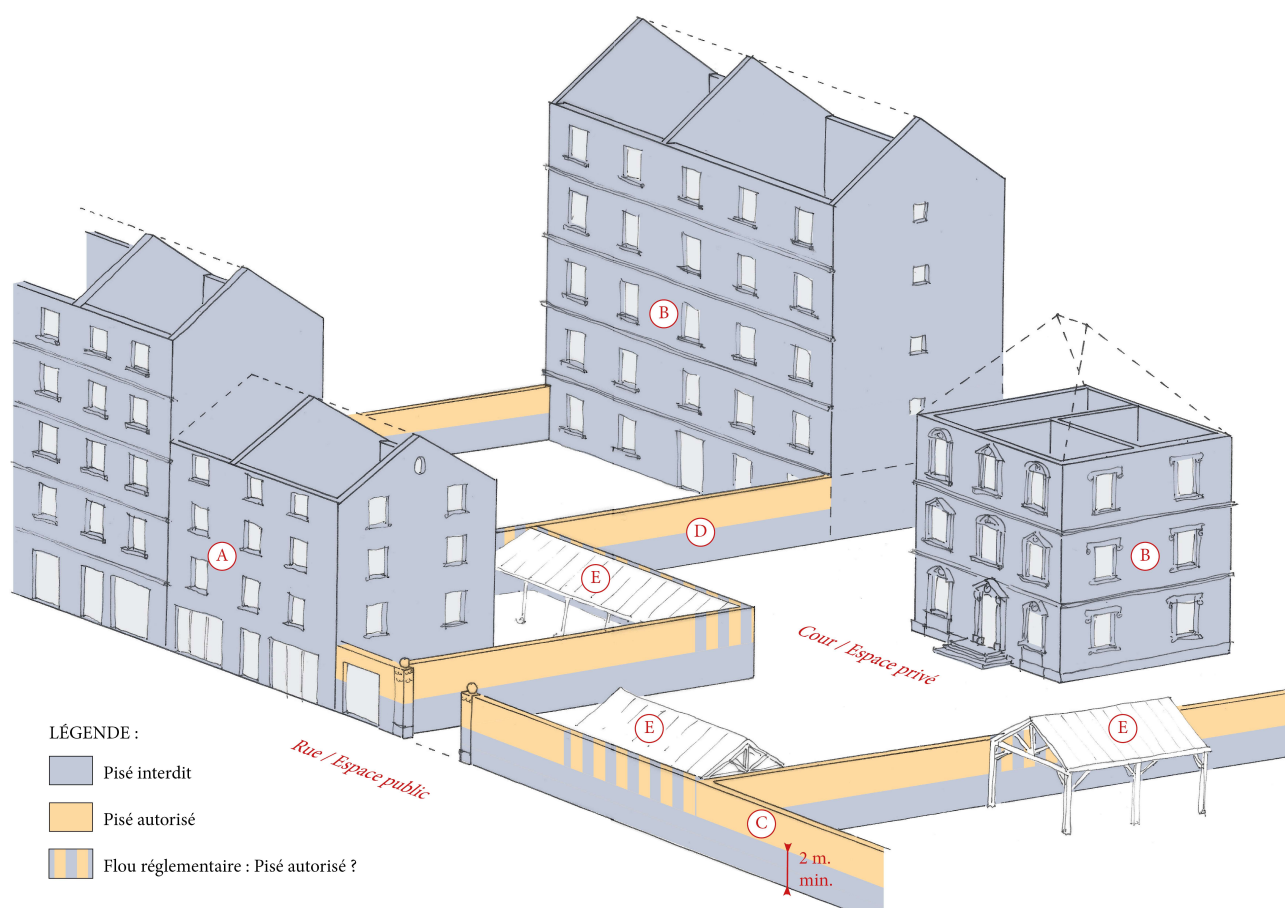 B
A
D
E
B
Cour / Espace privé
E
E
Rue / Espace public
C
2 m.
min.
LÉGENDE :
Pisé interdit
Pisé autorisé
Flou réglementaire : Pisé autorisé ?